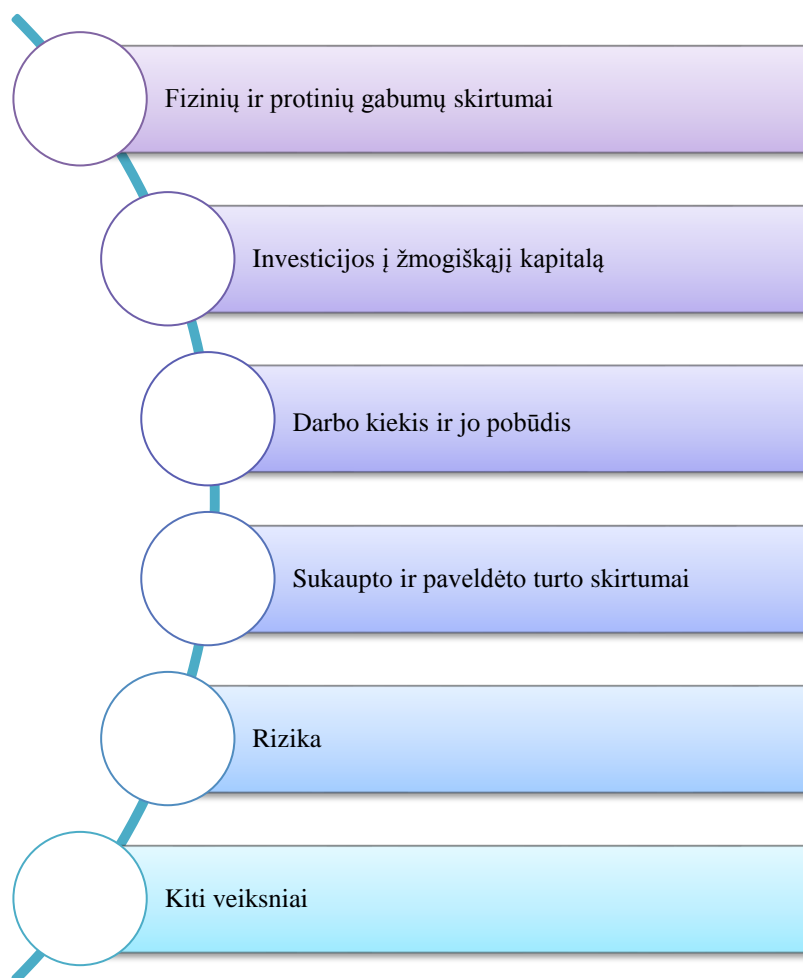 Fizinių ir protinių gabumų skirtumai
Investicijos į žmogiškąjį kapitalą
Darbo kiekis ir jo pobūdis
Sukaupto ir paveldėto turto skirtumai
Rizika
Kiti veiksniai